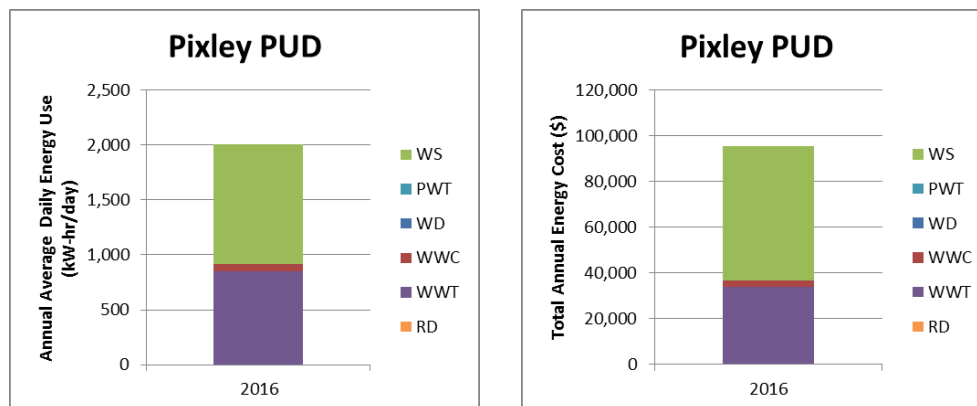 Pixley PUD
Annual Average Daily Energy Use
(kW-hr/day)
2,500
2,000
1,500
1,000
500
0
2016
WS
PWT
WD
WWC
WWT
RD
Pixley PUD
Total Annual Energy Cost ($)
120,000
100,000
80,000
60,000
40,000
20,000
0
2016
WS
PWT
WD
WWC
WWT
RD